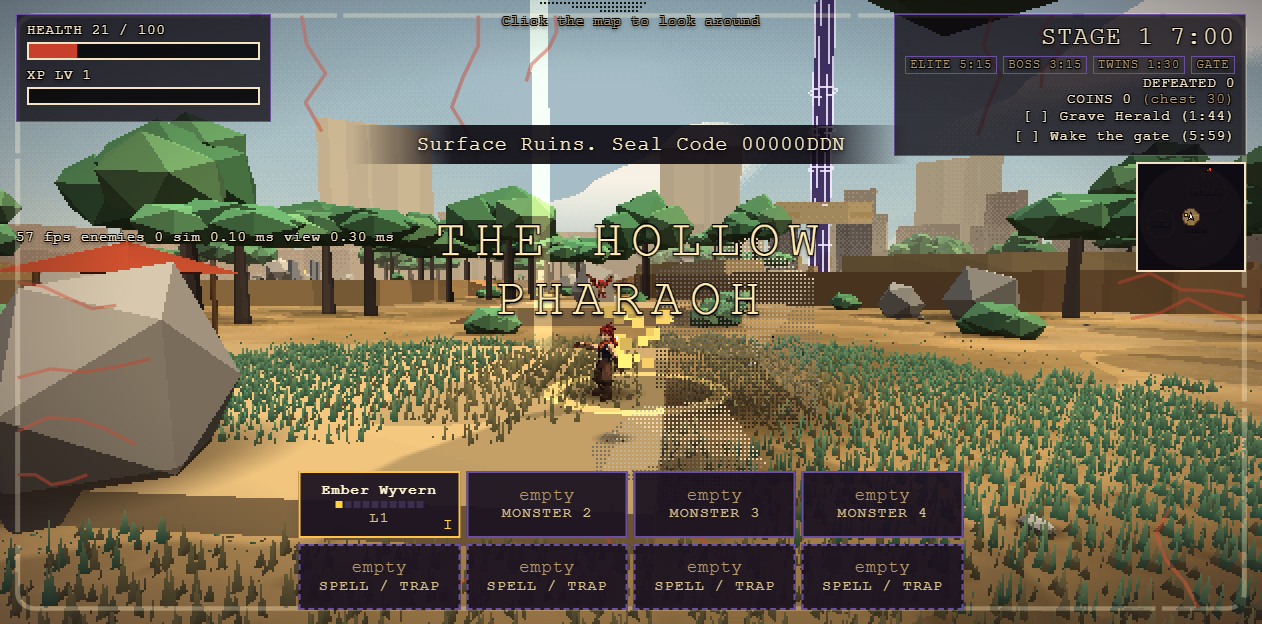 HEALTH 21 / 100
XP LV 1
Click the map to look around
STAGE 1 7:00
ELITE 5:15 BOSS 3:15 TWINS 1:30 GATE
DEFEATED 0
COINS 0 (chest 30)
[ ] Grave Herald (1:44)
[ ] Wake the gate (5:59)
Surface Ruins. Seal Code 00000DDN
57 fps enemies 0 sim 0.10 ms view 0.30 ms
THE HOLLOW
PHARAOH
Ember Wyvern
L1
I
empty
MONSTER 2
empty
MONSTER 3
empty
MONSTER 4
empty
SPELL / TRAP
empty
SPELL / TRAP
empty
SPELL / TRAP
empty
SPELL / TRAP